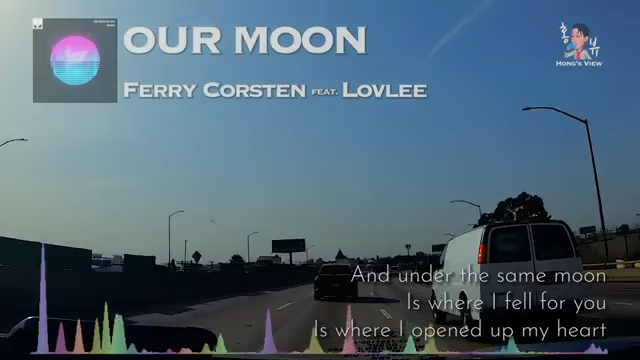 OUR MOON
FERRY CORSTEN FEAT. LOVLEE
홍
뷰
HONG'S VIEW
And under the same moon
Is where I fell for you
Is where I opened up my heart